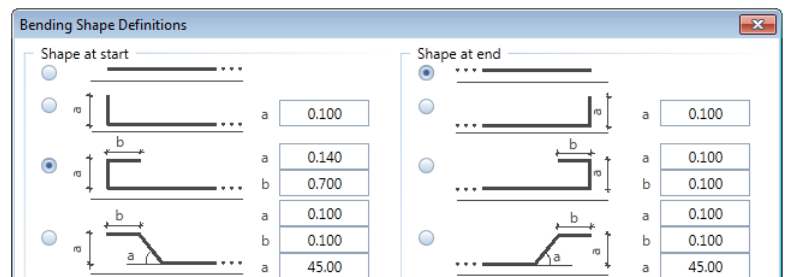 Bending Shape Definitions
Shape at start
Shape at end
a a 0.100
a a 0.100
b b
a a 0.140
b 0.700
a a 0.100
b 0.100
b a 0.100
a b 0.100
a a 45.00
b a 0.100
a b 0.100
a a 45.00